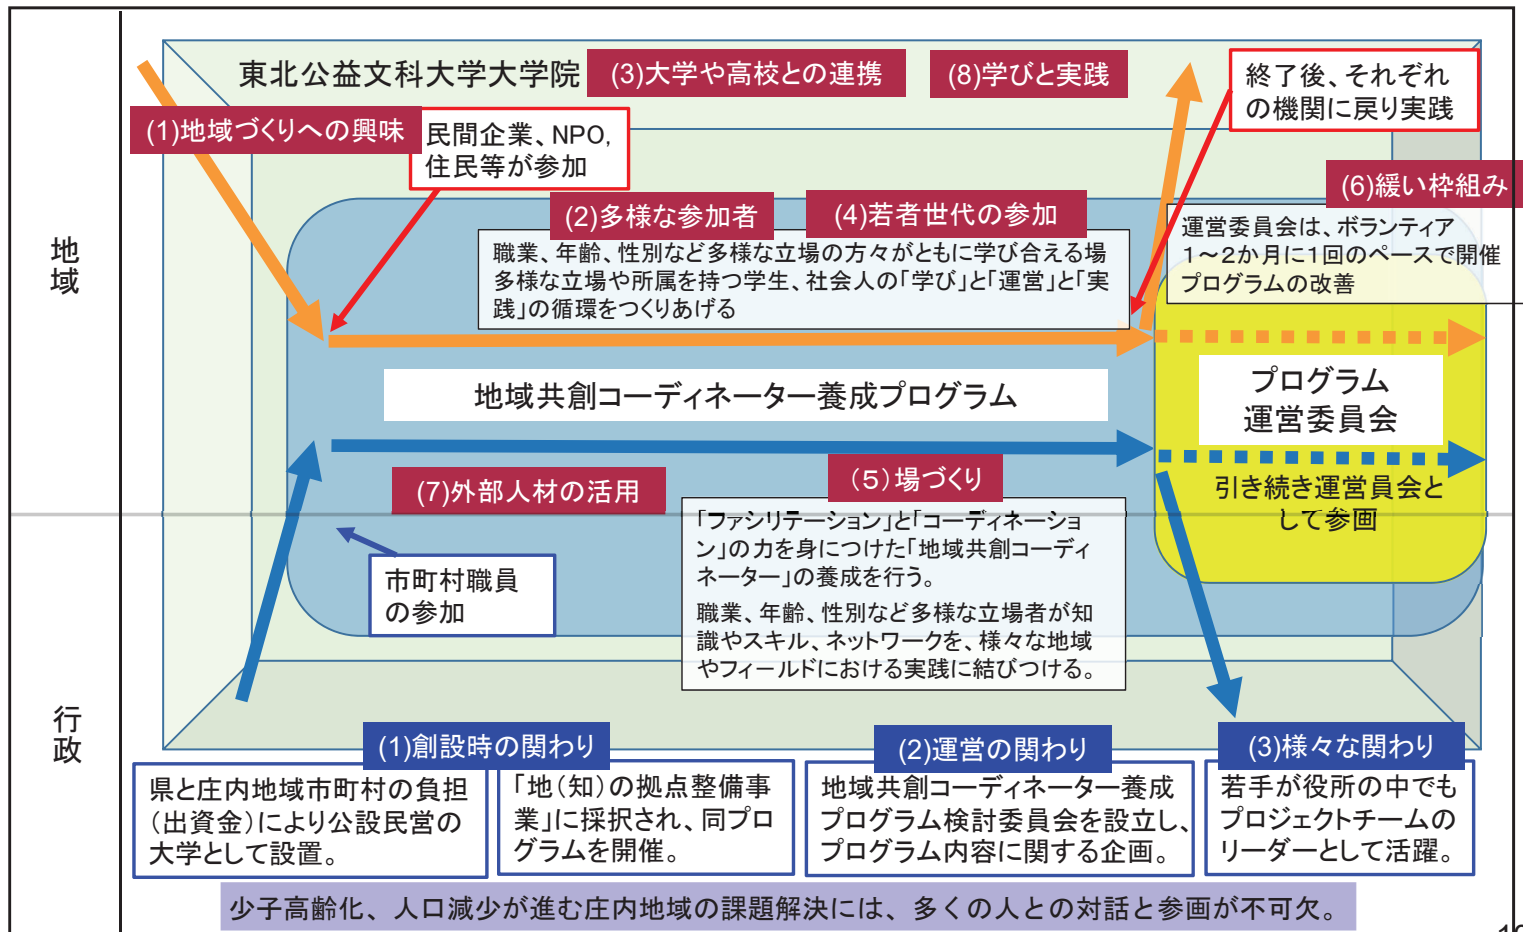 東北公益文科大学大学院
(3)大学や高校との連携
(8)学びと実践
終了後、それぞれ
の機関に戻り実践
(1)地域づくりへの興味
民間企業、NPO,
住民等が参加
(6)緩い枠組み
運営委員会は、ボランティア
1～2か月に1回のペースで開催
プログラムの改善
(2)多様な参加者
(4)若者世代の参加
職業、年齢、性別など多様な立場の方々がともに学び合える場
多様な立場や所属を持つ学生、社会人の「学び」と「運営」と「実
践」の循環をつくりあげる
地域
地域共創コーディネーター養成プログラム
プログラム
運営委員会
(7)外部人材の活用
(5)場づくり
引き続き運営員会と
して参画
「ファシリテーション」と「コーディネーショ
ン」の力を身につけた「地域共創コーディ
ネーター」の養成を行う。
職業、年齢、性別など多様な立場者が知
識やスキル、ネットワークを、様々な地域
やフィールドにおける実践に結びつける。
市町村職員
の参加
行政
(1)創設時の関わり
(2)運営の関わり
(3)様々な関わり
県と庄内地域市町村の負担
(出資金)により公設民営の
大学として設置。
「地(知)の拠点整備事
業」に採択され、同プロ
グラムを開催。
地域共創コーディネーター養成
プログラム検討委員会を設立し、
プログラム内容に関する企画。
若手が役所の中でも
プロジェクトチームの
リーダーとして活躍。
少子高齢化、人口減少が進む庄内地域の課題解決には、多くの人との対話と参画が不可欠。